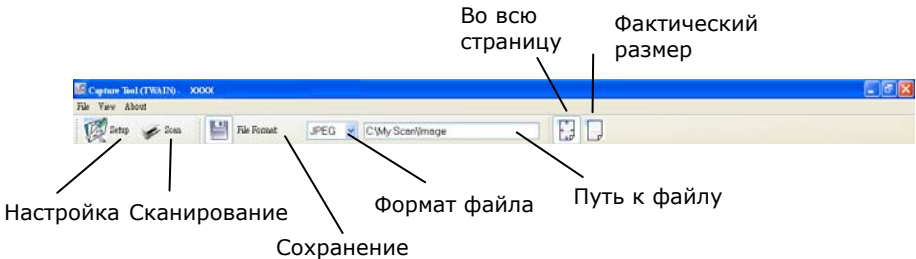 Во всю
страницу
Фактический
размер
Capture Tool (TWAIN) - XXXX
File View About
Setup Scan File Format JPEG C:\My Scan\Image
Настройка Сканирование Формат файла Путь к файлу
Сохранение